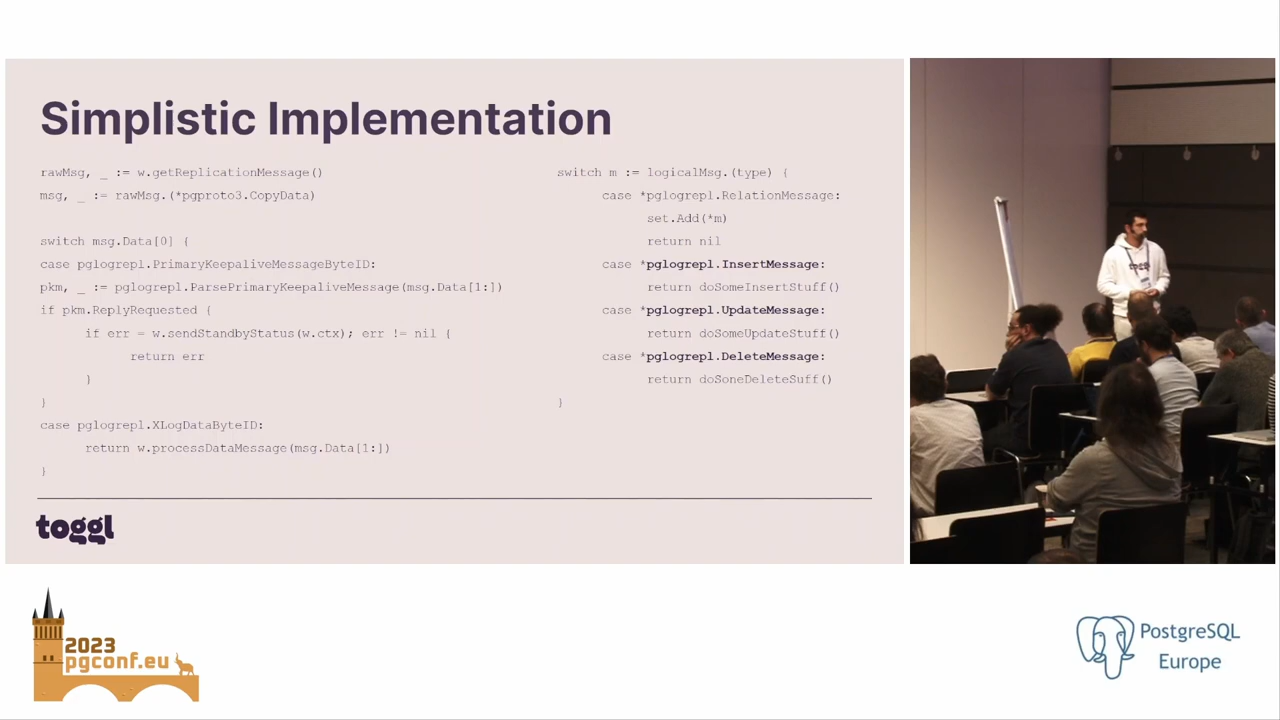 Simplistic Implementation
rawMsg, _ := w.getReplicationMessage()
msg, _ := rawMsg.(*pgproto3.CopyData)
switch msg.Data[0] {
case pglogrepl.PrimaryKeepaliveMessageByteID:
pkm, _ := pglogrepl.ParsePrimaryKeepaliveMessage(msg.Data[1:])
if pkm.ReplyRequested {
if err = w.sendStandbyStatus(w.ctx); err != nil {
return err
}
}
case pglogrepl.XLogDataByteID:
return w.processDataMessage(msg.Data[1:])
}
switch m := logicalMsg.(type) {
case *pglogrepl.RelationMessage:
set.Add(*m)
return nil
case *pglogrepl.InsertMessage:
return doSomeInsertStuff()
case *pglogrepl.UpdateMessage:
return doSomeUpdateStuff()
case *pglogrepl.DeleteMessage:
return doSoneDeleteSuff()
}
toggl
toggl
2023
pgconf.eu
PostgreSQL
Europe